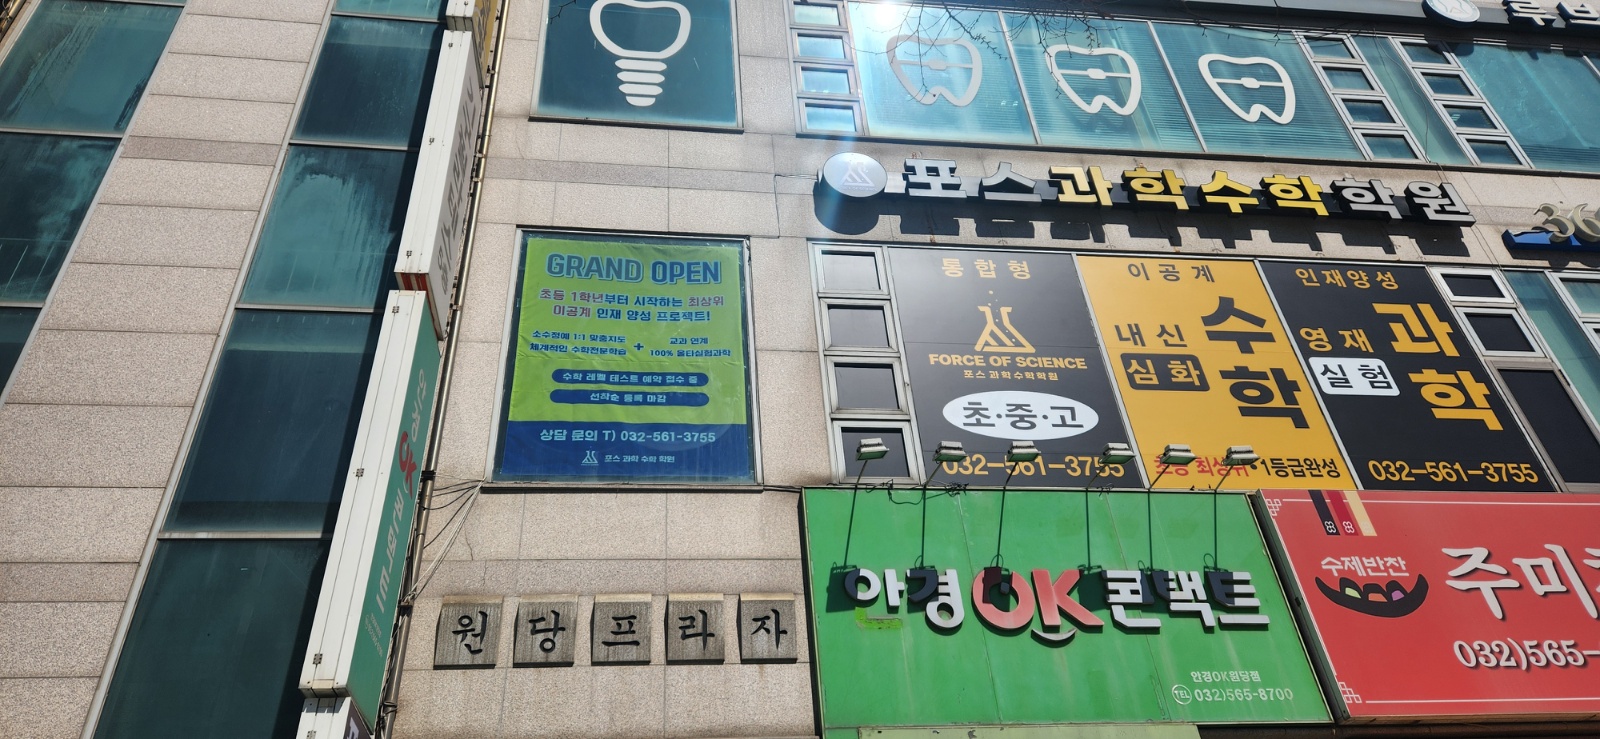 포스과학수학학원
GRAND OPEN
초등 1학년부터 시작하는 최상위
이공계 인재 양성 프로젝트!
소수정예 1:1 맞춤지도
체계적인 수학전문학습
+
교과 연계
100% 올타실험과학
수학 레벨 테스트 예약 접수 중
선착순 등록 마감
상담 문의 T) 032-561-3755
포스 과학 수학 학원
통합형
FORCE OF SCIENCE
포스 과학수학학원
초·중·고
032-561-3755
이공계
내신
심화
수학
초등 최상위·1등급완성
인재양성
영재
실험
과학
032-561-3755
원당프라자
안경OK콘택트
안경OK원당점
TEL 032)565-8700
수제반찬
주미
032)565-